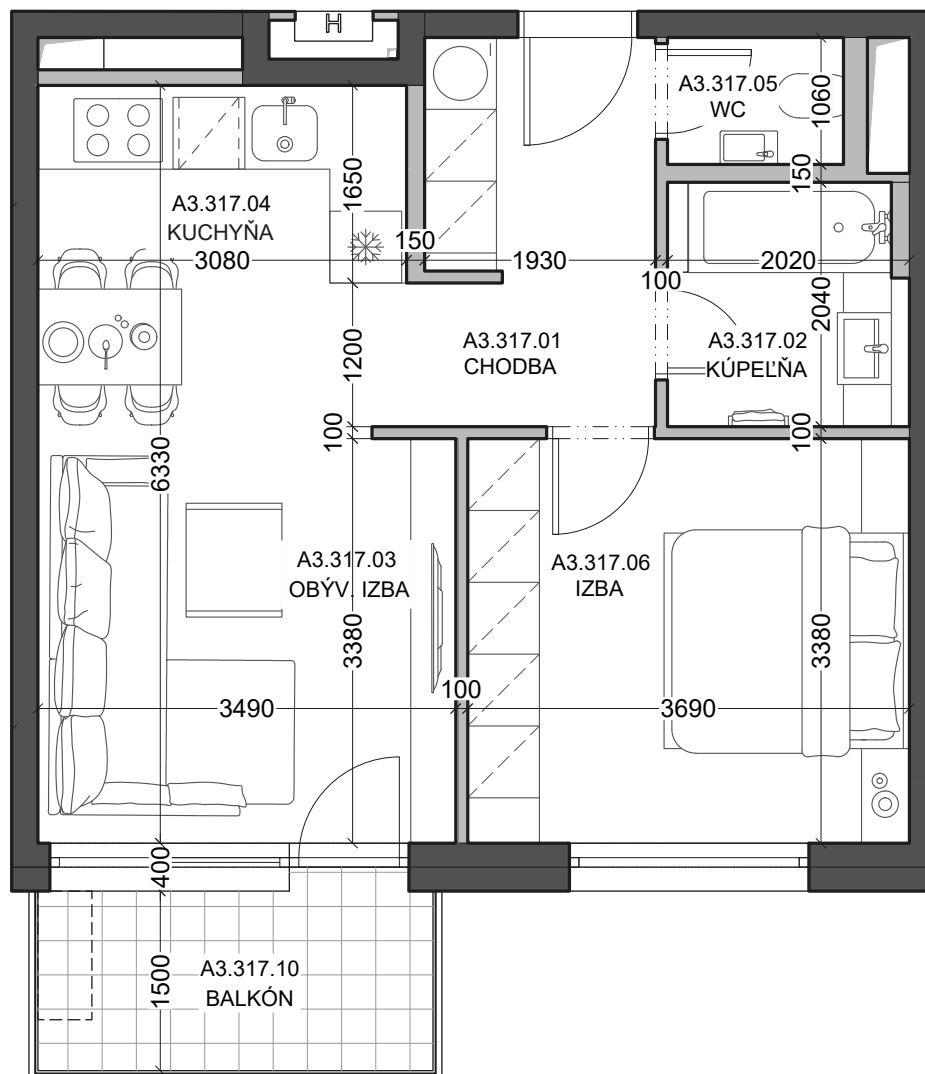 H
A3.317.05
WC
1060
150
A3.317.04
KUCHYŇA
1650
3080
150
1930
100
2020
2040
A3.317.01
CHODBA
A3.317.02
KÚPEĽŇA
1200
100
100
6330
A3.317.03
OBÝV. IZBA
A3.317.06
IZBA
3380
3380
3490
100
3690
400
A3.317.10
BALKÓN
1500